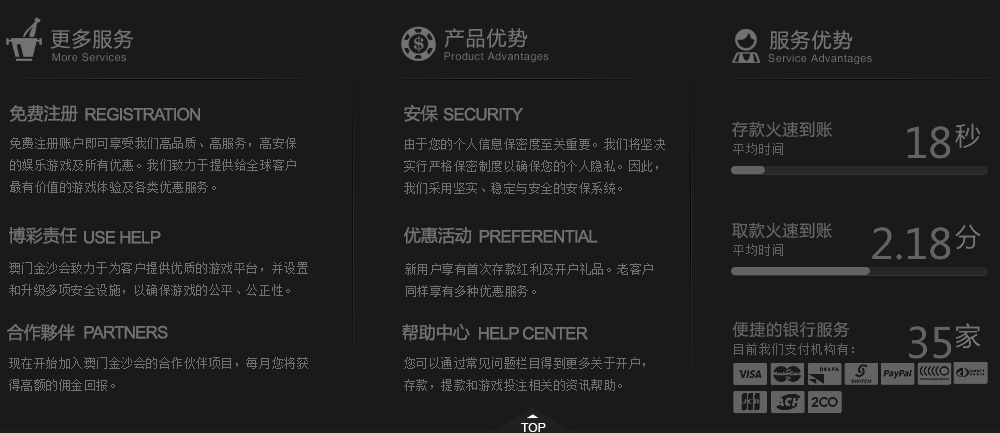 更多服务
More Services
免费注册 REGISTRATION
免费注册账户即可享受我们高品质、高服务，高安保
的娱乐游戏及所有优惠。我们致力于提供给全球客户
最有价值的游戏体验及各类优惠服务。
博彩责任 USE HELP
澳门金沙会致力于为客户提供优质的游戏平台，并设置
和升级多项安全设施，以确保游戏的公平、公正性。
合作夥伴 PARTNERS
现在开始加入澳门金沙会的合作伙伴项目，每月您将获
得高额的佣金回报。
产品优势
Product Advantages
安保 SECURITY
由于您的个人信息保密度至关重要。我们将坚决
实行严格保密制度以确保您的个人隐私。因此，
我们采用坚实、稳定与安全的安保系统。
优惠活动 PREFERENTIAL
新用户享有首次存款红利及开户礼品。老客户
同样享有多种优惠服务。
帮助中心 HELP CENTER
您可以通过常见问题栏目得到更多关于开户，
存款，提款和游戏投注相关的资讯帮助。
服务优势
Service Advantages
存款火速到账
平均时间
18秒
取款火速到账
平均时间
2.18分
便捷的银行服务
目前我们支付机构有：
35家
VISA MasterCard DELTA SWITCH PayPal
JCB ACH 2CO
TOP